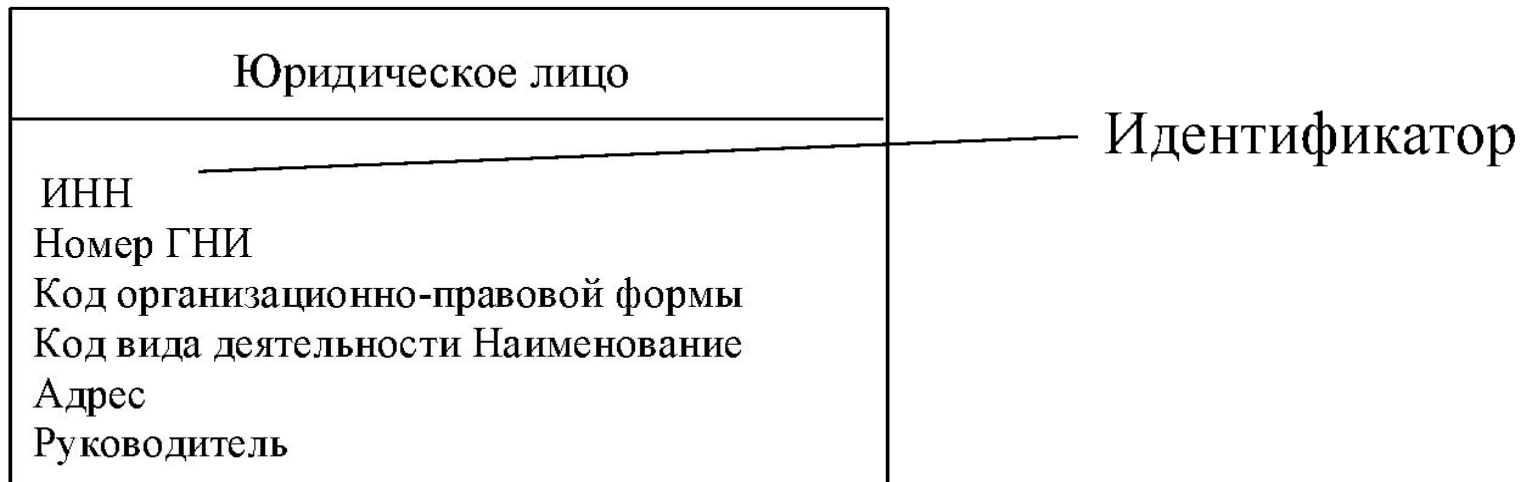 Юридическое лицо
Идентификатор
ИНН
Номер ГНИ
Код организационно-правовой формы
Код вида деятельности Наименование
Адрес
Руководитель